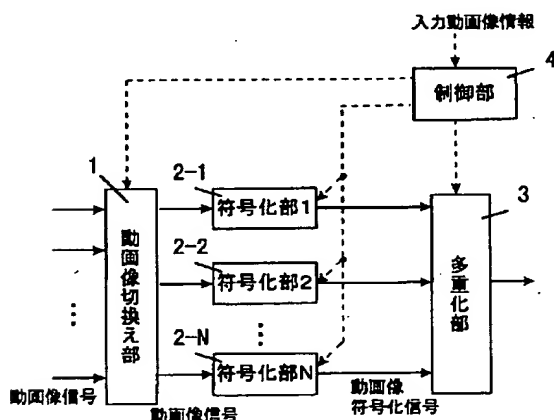 入力動画像情報
4
制御部
1
2-1
符号化部1
3
動画像切換え部
2-2
符号化部2
多重化部
⋮
⋮
2-N
符号化部N
動画像信号
動画像信号
動画像
符号化信号